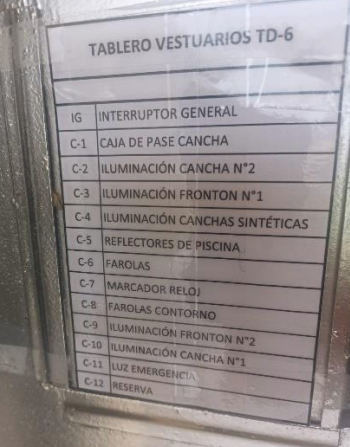 TABLERO VESTUARIOS TD-6
IG INTERRUPTOR GENERAL
C-1 CAJA DE PASE CANCHA
C-2 ILUMINACIÓN CANCHA N°2
C-3 ILUMINACIÓN FRONTON N°1
C-4 ILUMINACIÓN CANCHAS SINTÉTICAS
C-5 REFLECTORES DE PISCINA
C-6 FAROLAS
C-7 MARCADOR RELOJ
C-8 FAROLAS CONTORNO
C-9 ILUMINACIÓN FRONTON N°2
C-10 ILUMINACIÓN CANCHA N°1
C-11 LUZ EMERGENCIA
C-12 RESERVA